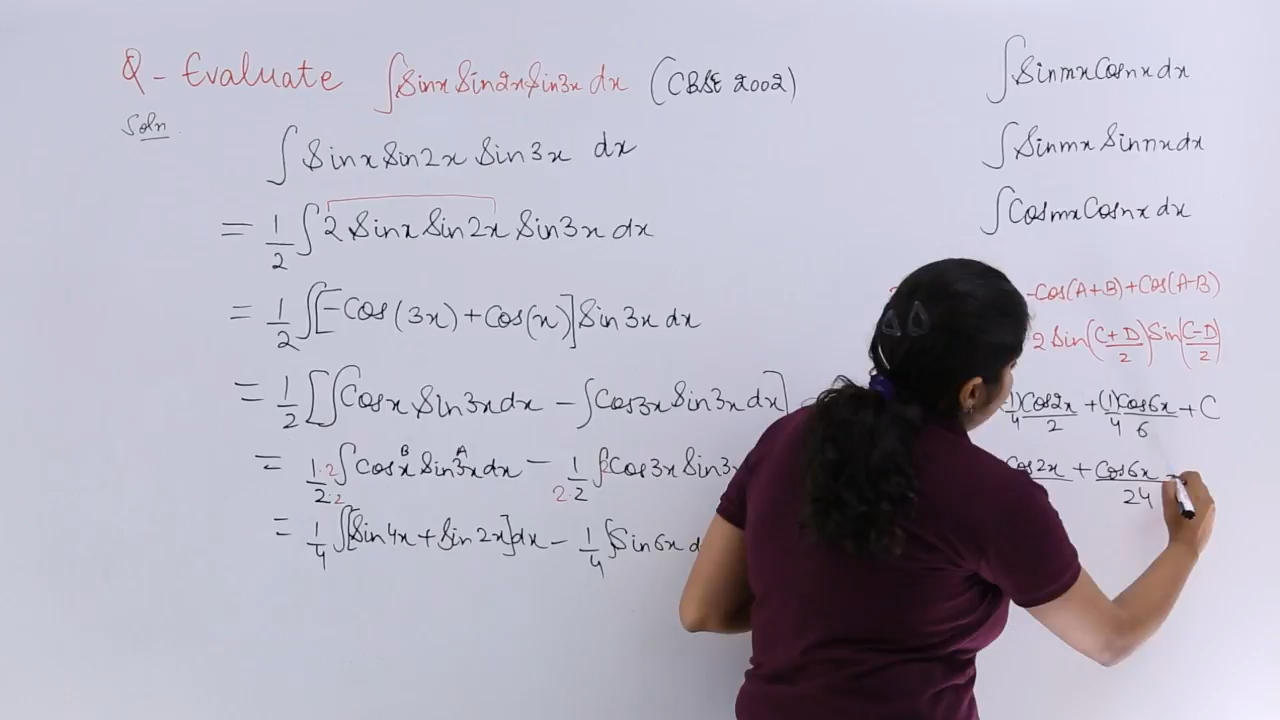 Q - Evaluate ∫Sinx Sin2x Sin3x dx (CBSE 2002)
Soln
∫Sinx Sin2x Sin3x dx
= 1/2 ∫2 Sinx Sin2x Sin3x dx
= 1/2 ∫[-Cos(3x) + Cos(x)] Sin3x dx
= 1/2 [∫Cosx Sin3x dx - ∫Cos3x Sin3x dx]
B A
= 1·2/2·2 ∫Cosx Sin3x dx - 1/2·2 ∫2Cos3x Sin3x
= 1/4 ∫[Sin4x + Sin2x]dx - 1/4 ∫Sin6x d
∫Sinmx Cosnx dx
∫Sinmx Sinnx dx
∫Cosmx Cosnx dx
-Cos(A+B) + Cos(A-B)
2 Sin(C+D/2) Sin(C-D/2)
1)/4 Cos2x/2 + (1)/4 Cos6x/6 + C
Cos2x + Cos6x/24